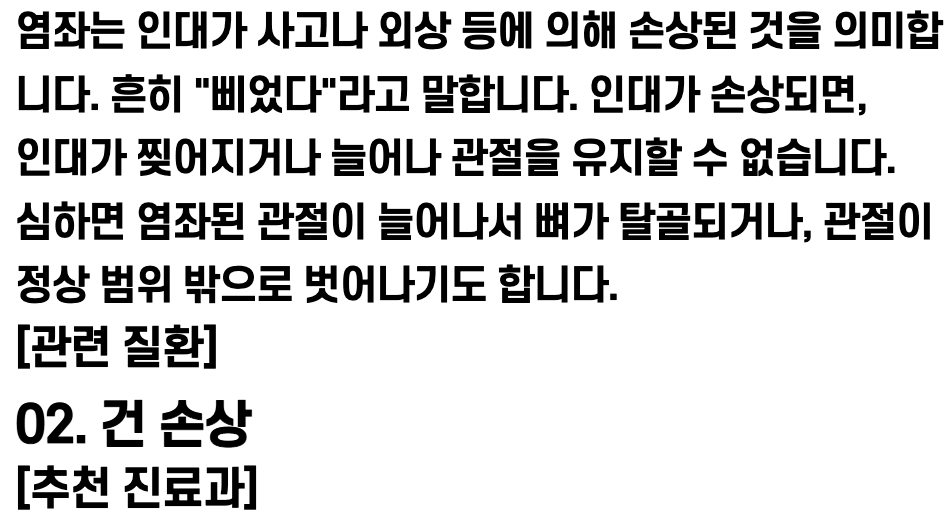 염좌는 인대가 사고나 외상 등에 의해 손상된 것을 의미합
니다. 흔히 "삐었다"라고 말합니다. 인대가 손상되면,
인대가 찢어지거나 늘어나 관절을 유지할 수 없습니다.
심하면 염좌된 관절이 늘어나서 뼈가 탈골되거나, 관절이
정상 범위 밖으로 벗어나기도 합니다.
[관련 질환]
02. 건 손상
[추천 진료과]